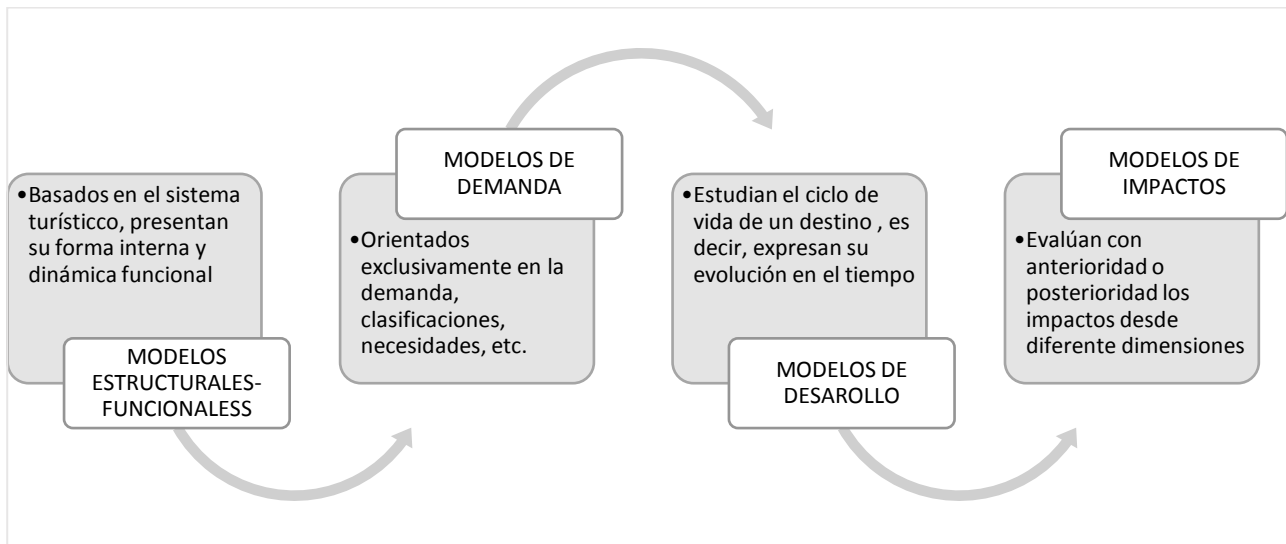 •Basados en el sistema
turísticco, presentan
su forma interna y
dinámica funcional
MODELOS
ESTRUCTURALES-
FUNCIONALESS
MODELOS DE
DEMANDA
•Orientados
exclusivamente en la
demanda,
clasificaciones,
necesidades, etc.
•Estudian el ciclo de
vida de un destino , es
decir, expresan su
evolución en el tiempo
MODELOS DE
DESAROLLO
MODELOS DE
IMPACTOS
•Evalúan con
anterioridad o
posterioridad los
impactos desde
diferente dimensiones